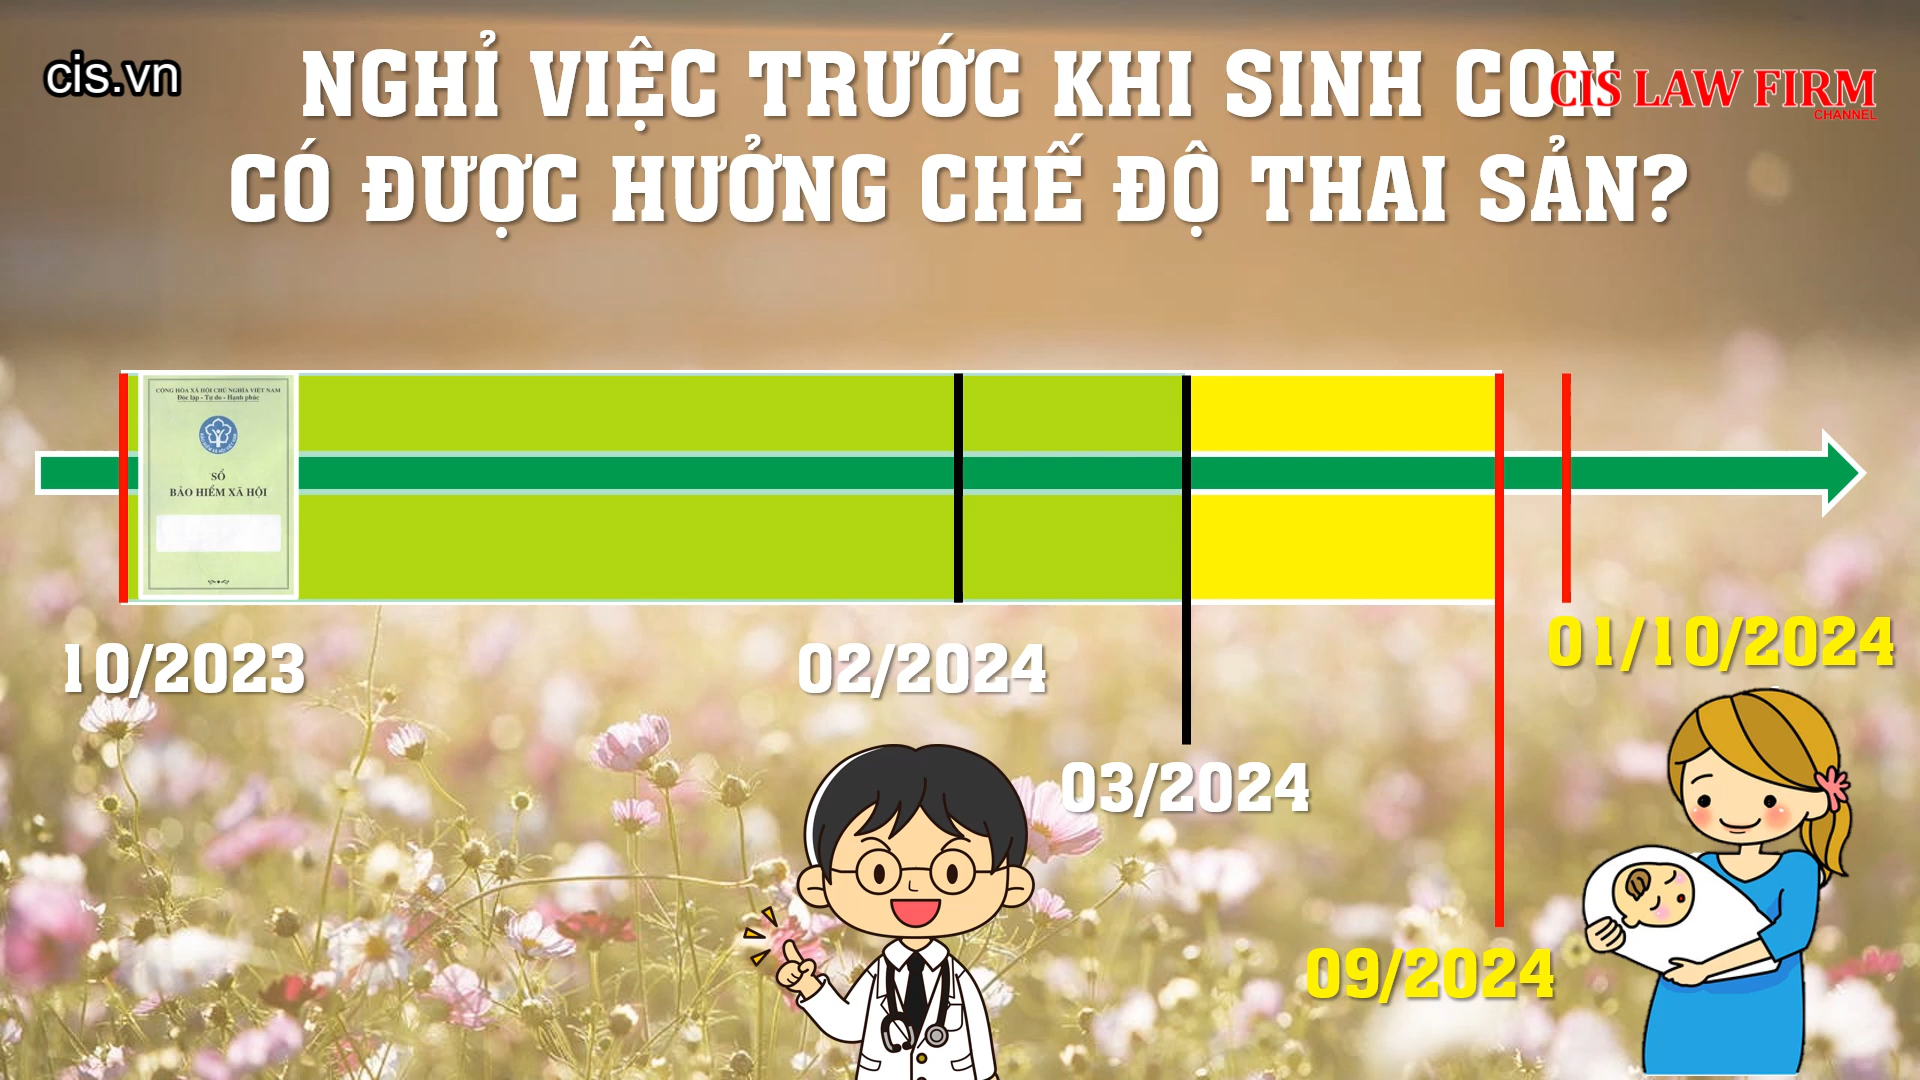 cis.vn
NGHỈ VIỆC TRƯỚC KHI SINH CON
CIS LAW FIRM
CHANNEL
CÓ ĐƯỢC HƯỞNG CHẾ ĐỘ THAI SẢN?
CỘNG HÒA XÃ HỘI CHỦ NGHĨA VIỆT NAM
Độc lập - Tự do - Hạnh phúc
SỔ
BẢO HIỂM XÃ HỘI
10/2023
02/2024
03/2024
09/2024
01/10/2024